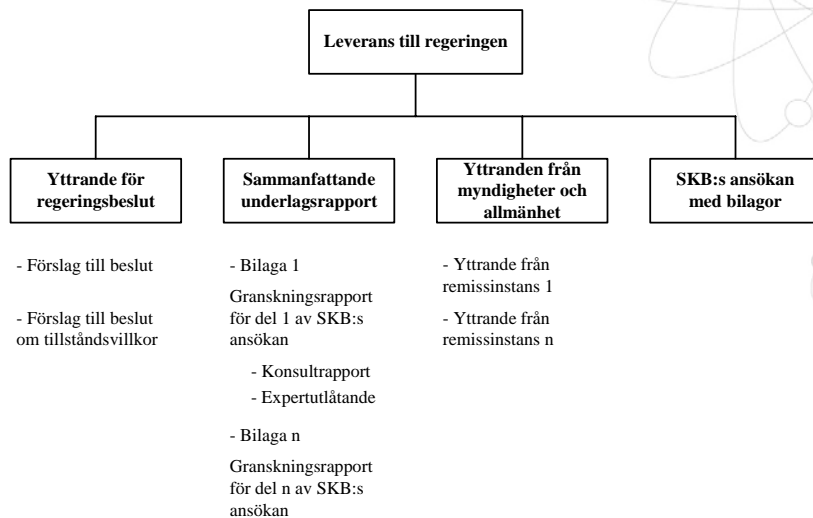 Leverans till regeringen
Yttrande för
regeringsbeslut
- Förslag till beslut
- Förslag till beslut
om tillståndsvillkor
Sammanfattande
underlagsrapport
- Bilaga 1
Granskningsrapport
för del 1 av SKB:s
ansökan
- Konsultrapport
- Expertutlåtande
- Bilaga n
Granskningsrapport
för del n av SKB:s
ansökan
Yttranden från
myndigheter och
allmänhet
- Yttrande från
remissinstans 1
- Yttrande från
remissinstans n
SKB:s ansökan
med bilagor